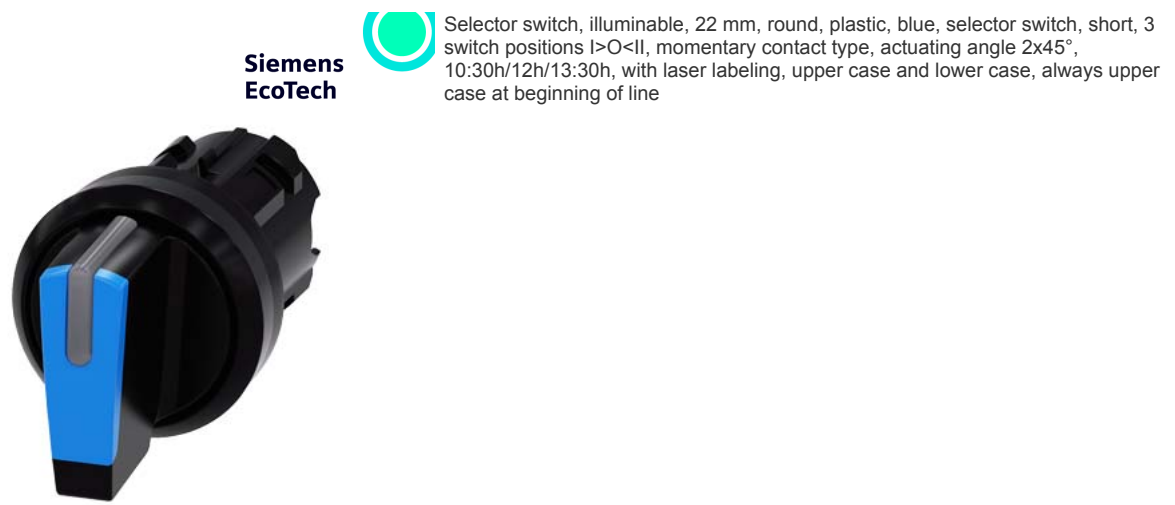 Siemens
EcoTech
Selector switch, illuminable, 22 mm, round, plastic, blue, selector switch, short, 3
switch positions I>O<II, momentary contact type, actuating angle 2x45°,
10:30h/12h/13:30h, with laser labeling, upper case and lower case, always upper
case at beginning of line